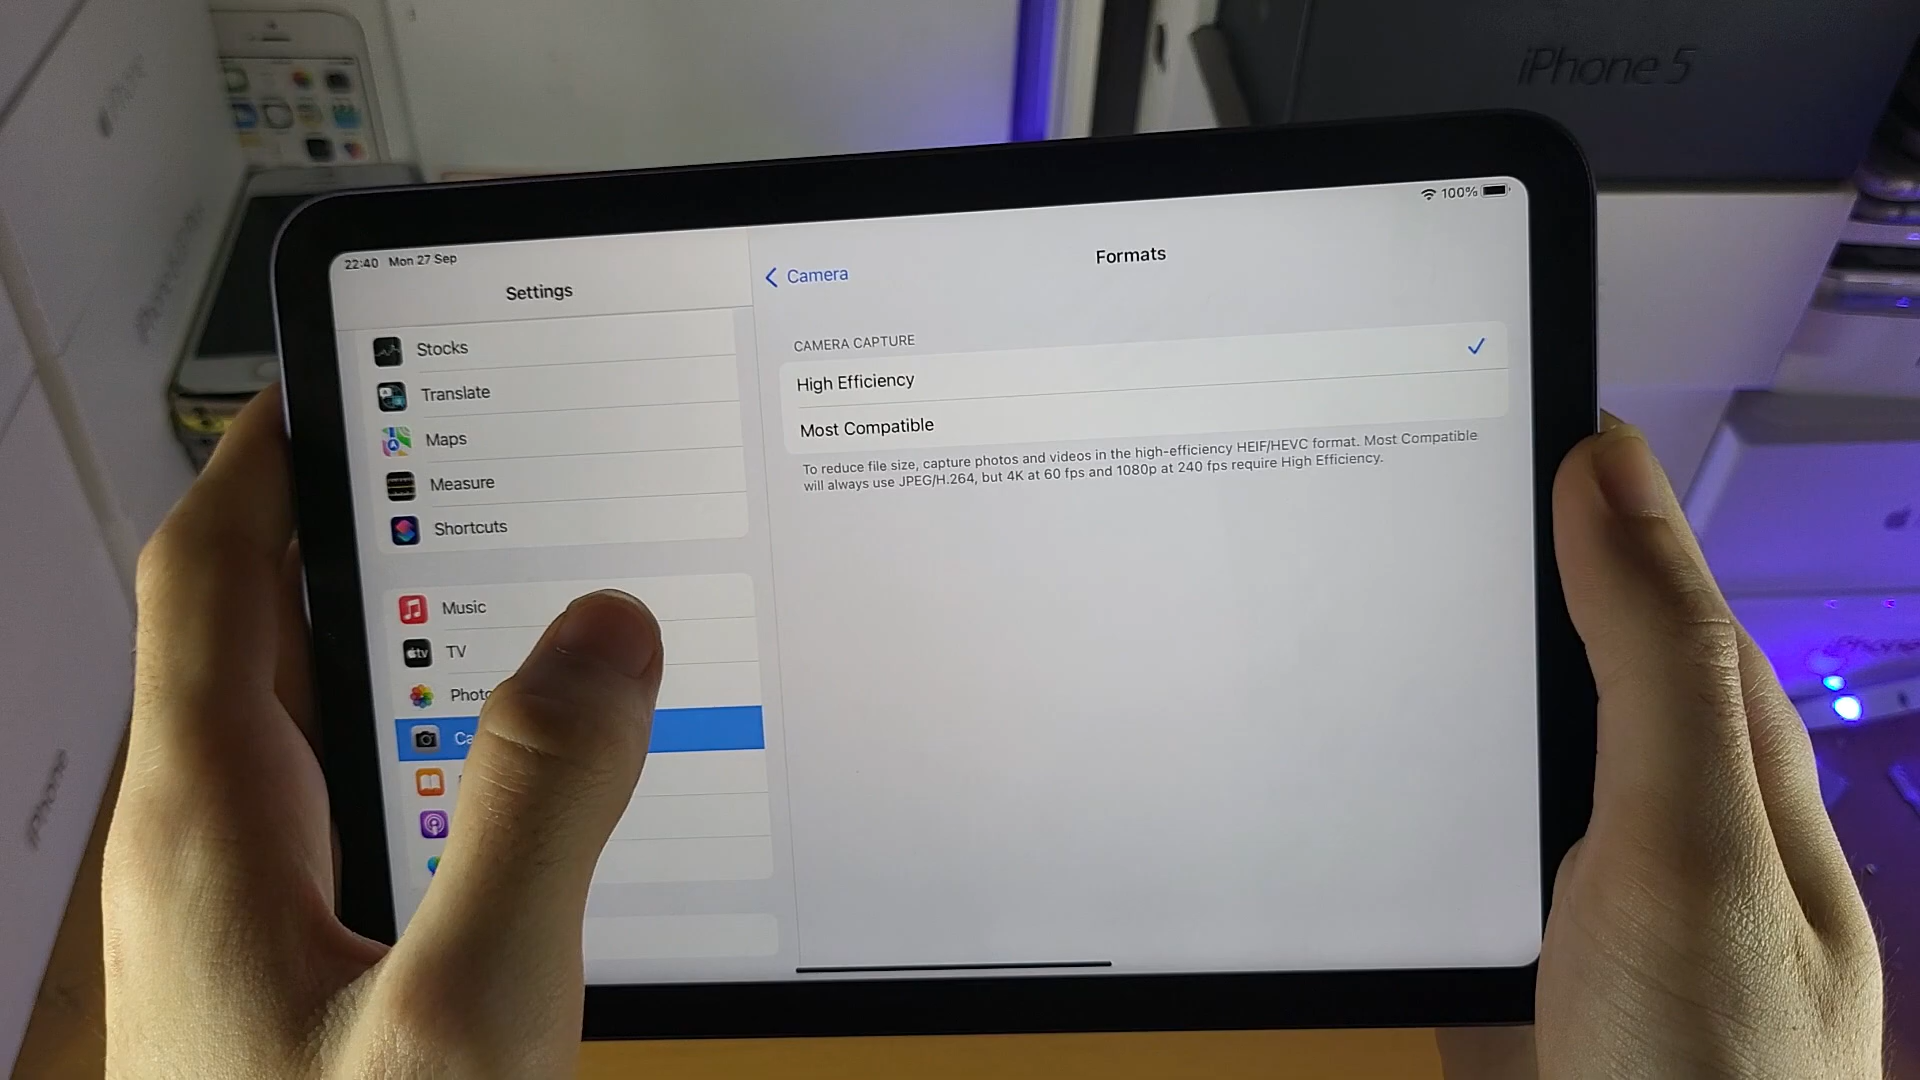 iPhone 5
100%
22:40 Mon 27 Sep
Settings
Stocks
Translate
Maps
Measure
Shortcuts
Music
tv
TV
Camera
Formats
CAMERA CAPTURE
High Efficiency
Most Compatible
To reduce file size, capture photos and videos in the high-efficiency HEIF/HEVC format. Most Compatible
will always use JPEG/H.264, but 4K at 60 fps and 1080p at 240 fps require High Efficiency.
iPhone